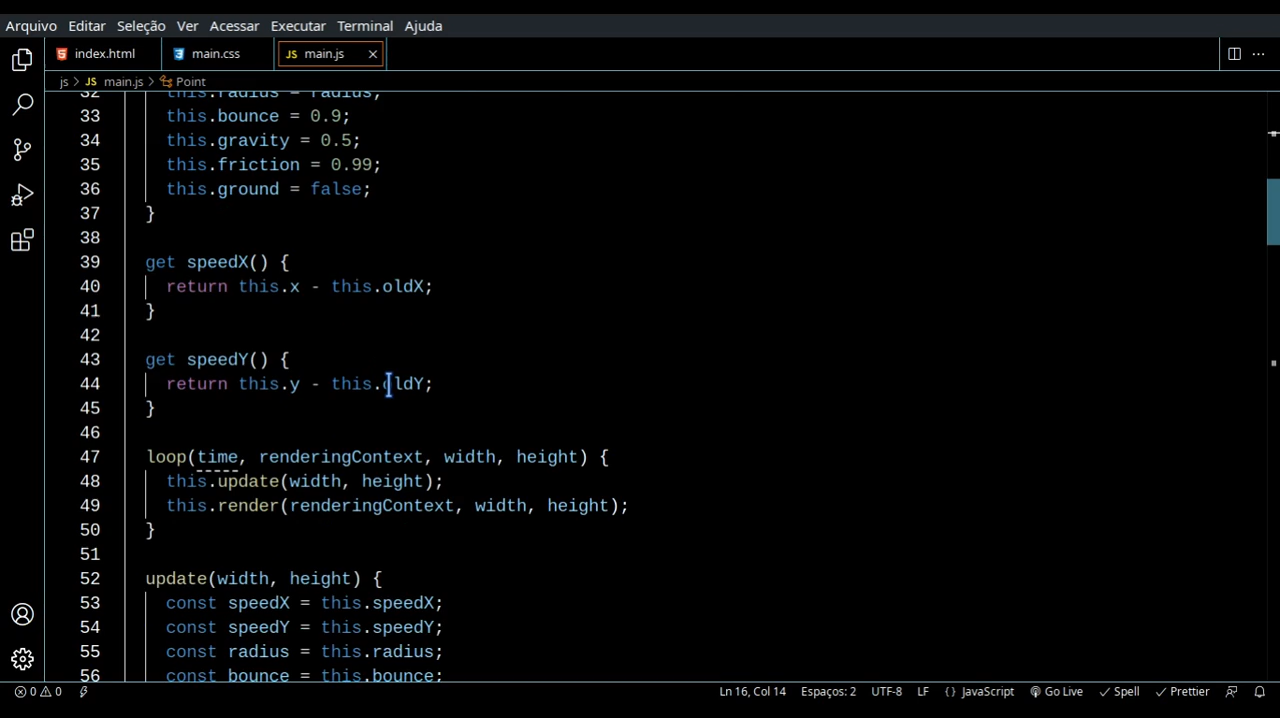 Arquivo Editar Seleção Ver Acessar Executar Terminal Ajuda
index.html main.css JS main.js
js > JS main.js > Point
32 this.radius = radius;
33 this.bounce = 0.9;
34 this.gravity = 0.5;
35 this.friction = 0.99;
36 this.ground = false;
37 }
38
39 get speedX() {
40 return this.x - this.oldX;
41 }
42
43 get speedY() {
44 return this.y - this.oldY;
45 }
46
47 loop(time, renderingContext, width, height) {
48 this.update(width, height);
49 this.render(renderingContext, width, height);
50 }
51
52 update(width, height) {
53 const speedX = this.speedX;
54 const speedY = this.speedY;
55 const radius = this.radius;
56 const bounce = this.bounce;
0 0 Ln 16, Col 14 Espaços: 2 UTF-8 LF {} JavaScript Go Live Spell Prettier